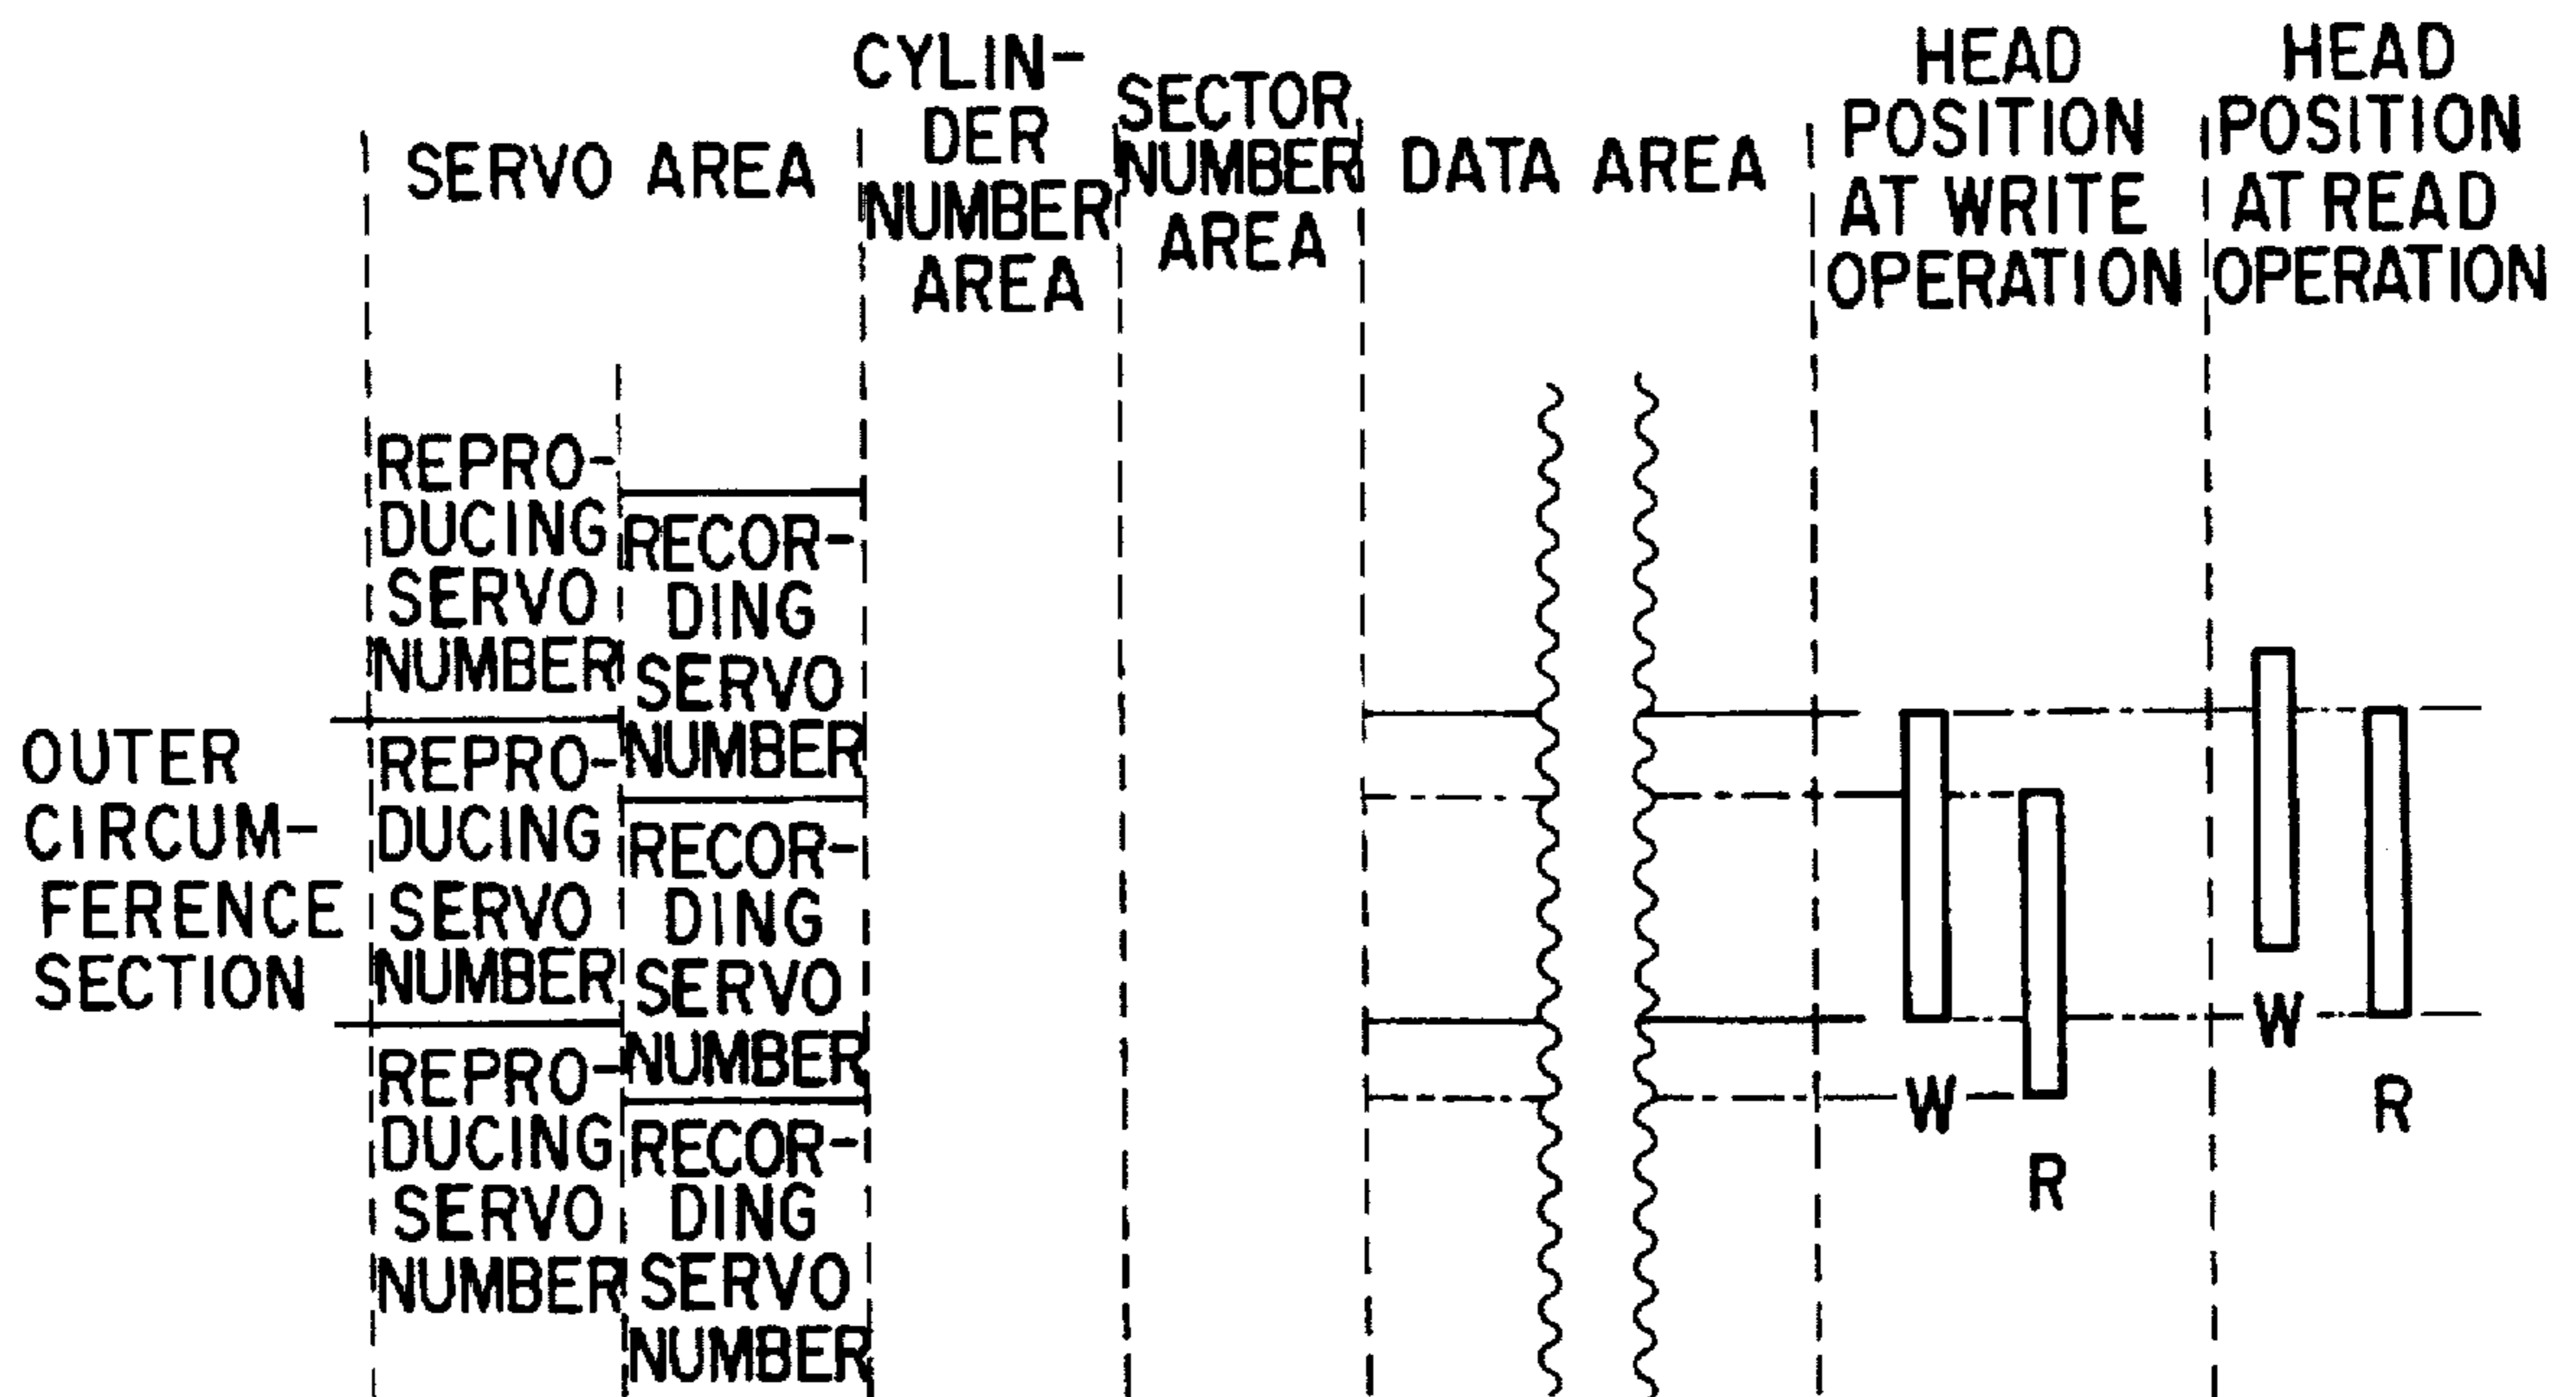 SERVO AREA
CYLIN-
DER
NUMBER
AREA
SECTOR
NUMBER
AREA
DATA AREA
HEAD
POSITION
AT WRITE
OPERATION
HEAD
POSITION
AT READ
OPERATION
OUTER
CIRCUM-
FERENCE
SECTION
REPRO-
DUCING
SERVO
NUMBER
REPRO-
DUCING
SERVO
NUMBER
REPRO-
DUCING
SERVO
NUMBER
RECOR-
DING
SERVO
NUMBER
RECOR-
DING
SERVO
NUMBER
RECOR-
DING
SERVO
NUMBER
W
R
W
R